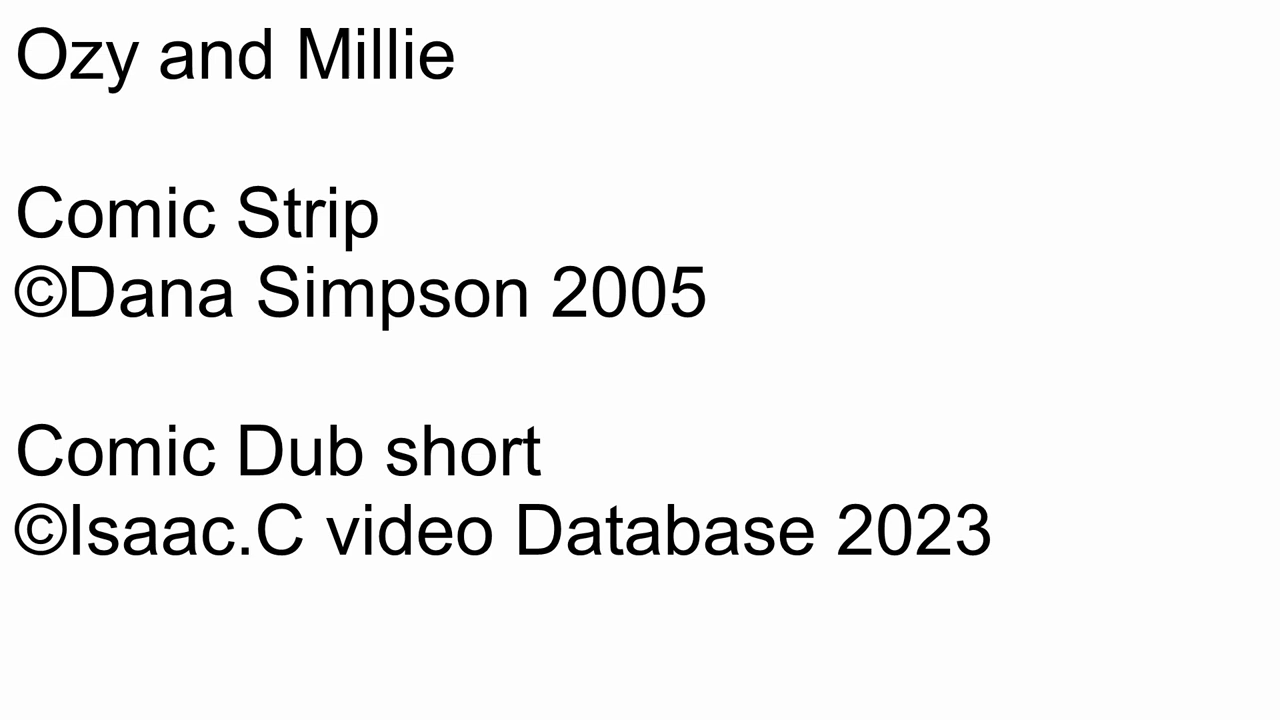 Ozy and Millie
Comic Strip
©Dana Simpson 2005
Comic Dub short
©Isaac.C video Database 2023